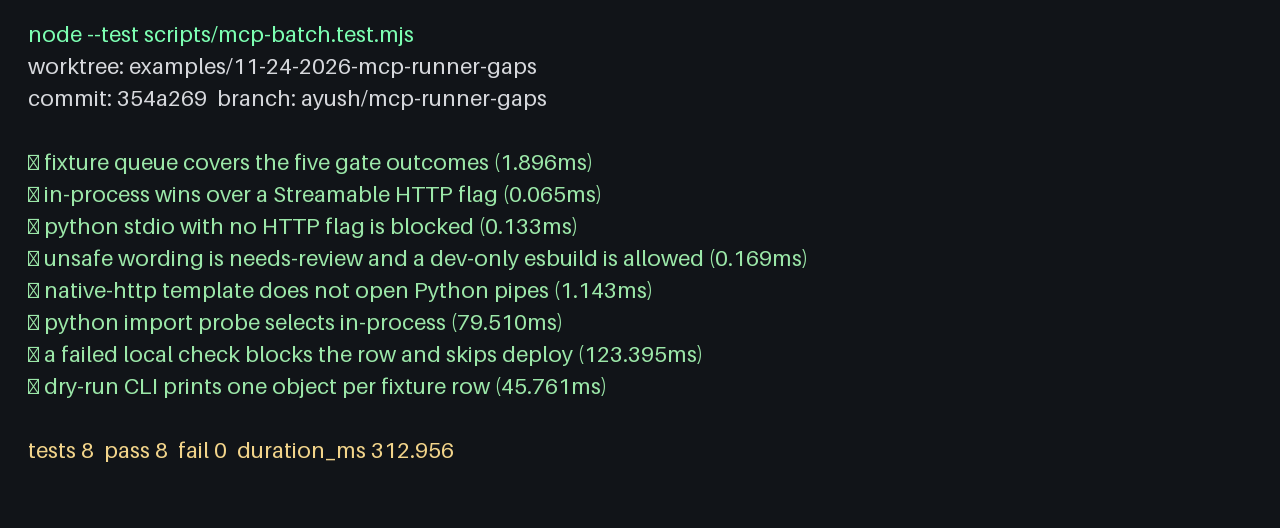 node --test scripts/mcp-batch.test.mjs
worktree: examples/11-24-2026-mcp-runner-gaps
commit: 354a269  branch: ayush/mcp-runner-gaps
fixture queue covers the five gate outcomes (1.896ms)
in-process wins over a Streamable HTTP flag (0.065ms)
python stdio with no HTTP flag is blocked (0.133ms)
unsafe wording is needs-review and a dev-only esbuild is allowed (0.169ms)
native-http template does not open Python pipes (1.143ms)
python import probe selects in-process (79.510ms)
a failed local check blocks the row and skips deploy (123.395ms)
dry-run CLI prints one object per fixture row (45.761ms)
tests 8  pass 8  fail 0  duration_ms 312.956